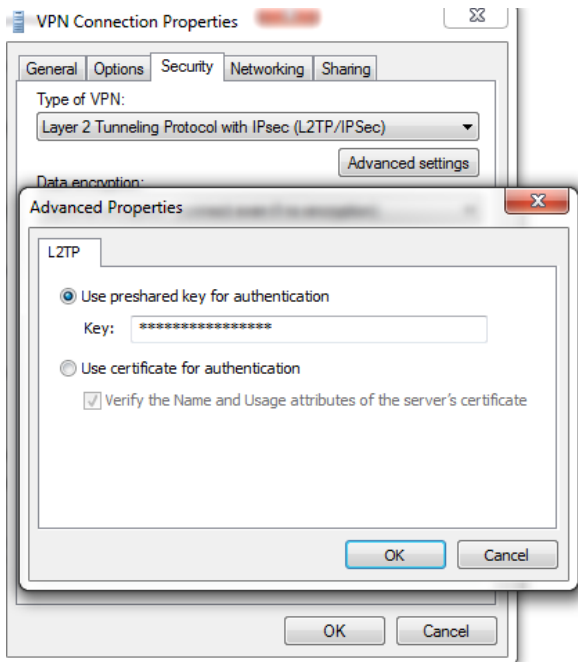 VPN Connection Properties
General Options Security Networking Sharing
Type of VPN:
Layer 2 Tunneling Protocol with IPsec (L2TP/IPSec)
Advanced settings
Data encryption:
Advanced Properties
L2TP
Use preshared key for authentication
Key: ****************
Use certificate for authentication
Verify the Name and Usage attributes of the server's certificate
OK Cancel
OK Cancel